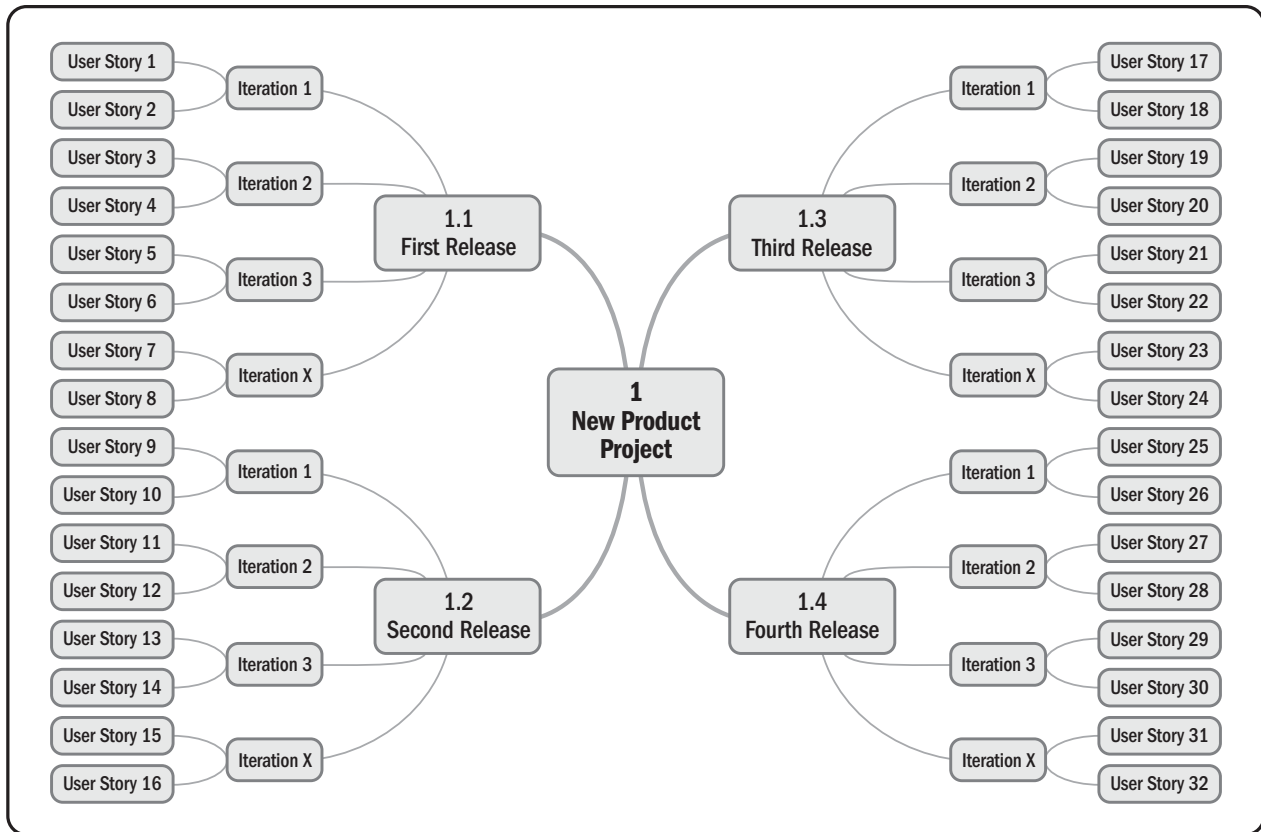 User Story 1
User Story 2
Iteration 1
User Story 3
User Story 4
Iteration 2
User Story 5
User Story 6
Iteration 3
User Story 7
User Story 8
Iteration X
1.1
First Release
User Story 9
User Story 10
Iteration 1
User Story 11
User Story 12
Iteration 2
User Story 13
User Story 14
Iteration 3
User Story 15
User Story 16
Iteration X
1.2
Second Release
1
New Product
Project
1.3
Third Release
Iteration 1
User Story 17
User Story 18
Iteration 2
User Story 19
User Story 20
Iteration 3
User Story 21
User Story 22
Iteration X
User Story 23
User Story 24
1.4
Fourth Release
Iteration 1
User Story 25
User Story 26
Iteration 2
User Story 27
User Story 28
Iteration 3
User Story 29
User Story 30
Iteration X
User Story 31
User Story 32